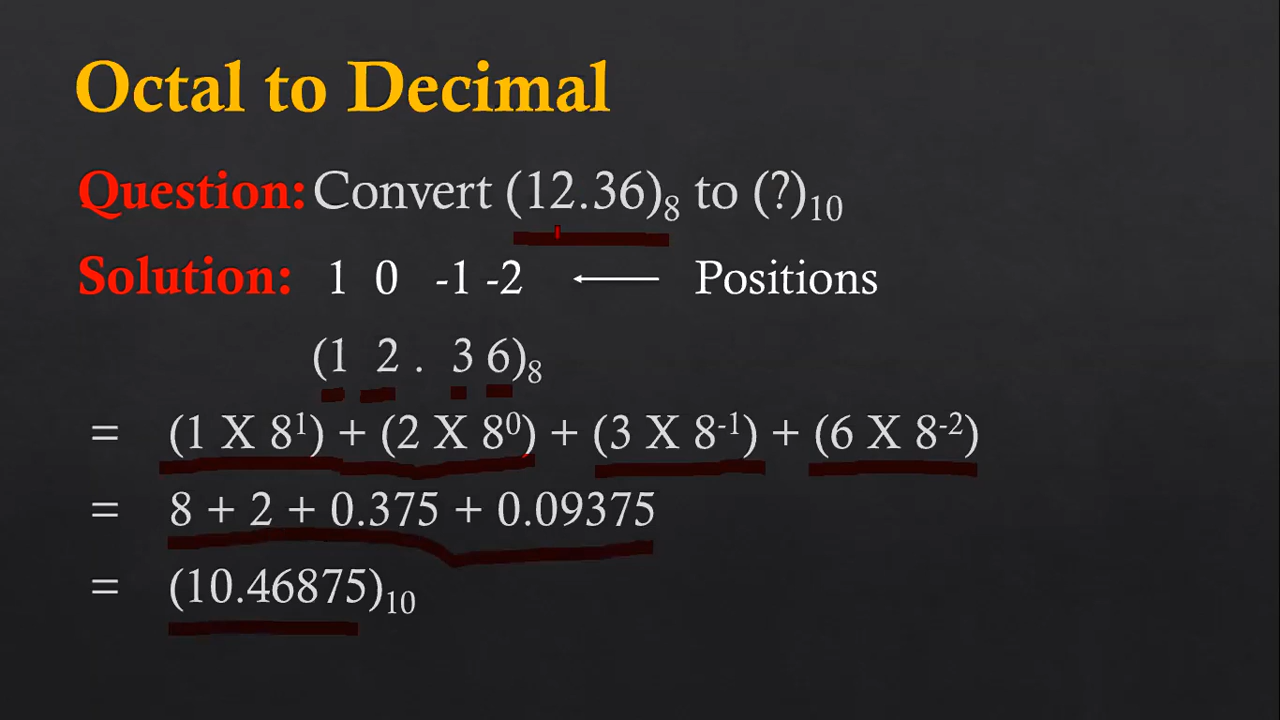 Octal to Decimal
Question: Convert (12.36)₈ to (?)₁₀
Solution: 1 0 -1 -2 ← Positions
(1 2 . 3 6)₈
= (1 X 8¹) + (2 X 8⁰) + (3 X 8⁻¹) + (6 X 8⁻²)
= 8 + 2 + 0.375 + 0.09375
= (10.46875)₁₀